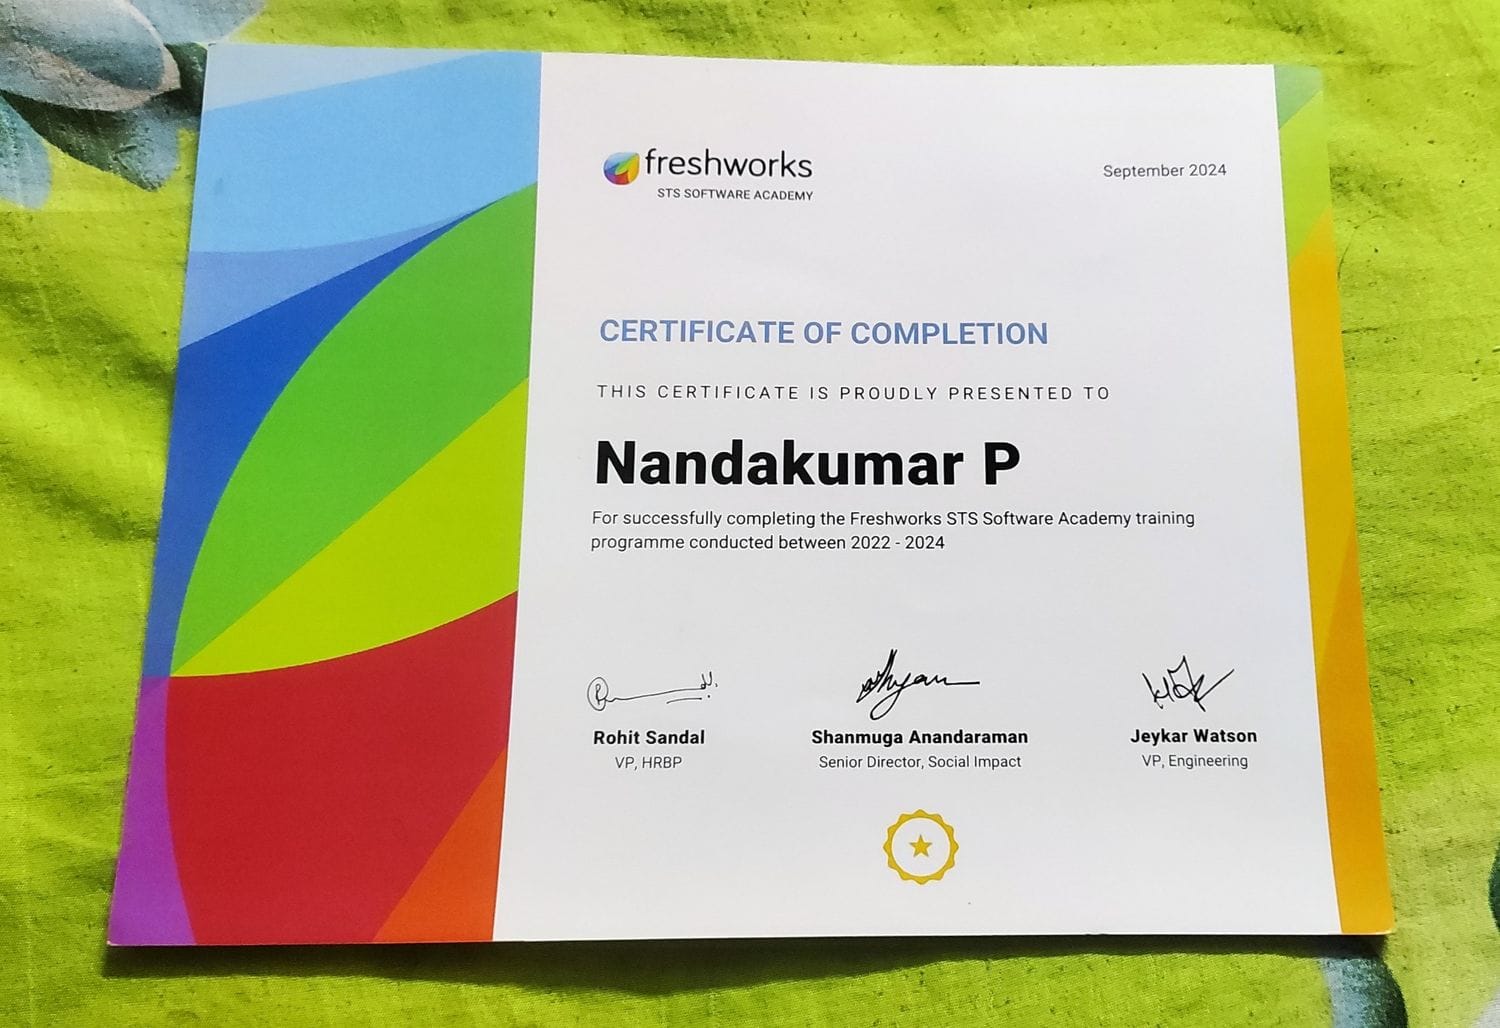 freshworks
STS SOFTWARE ACADEMY
September 2024
CERTIFICATE OF COMPLETION
THIS CERTIFICATE IS PROUDLY PRESENTED TO
Nandakumar P
For successfully completing the Freshworks STS Software Academy training
programme conducted between 2022 - 2024
Rohit Sandal
VP, HRBP
Shanmuga Anandaraman
Senior Director, Social Impact
Jeykar Watson
VP, Engineering